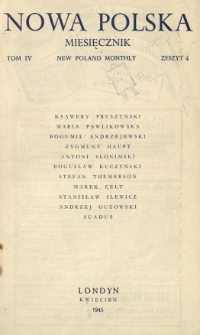 NOWA POLSKA
MIESIĘCZNIK
TOM IV NEW POLAND MONTHLY ZESZYT 4
KSAWERY PRUSZYŃSKI
MARIA PAWLIKOWSKA
BOGUMIŁ ANDRZEJEWSKI
ZYGMUNT HAUPT
ANTONI SŁONIMSKI
BOGUSŁAW KUCZYŃSKI
STEFAN THEMERSON
MAREK CELT
STANISŁAW ILEWICZ
ANDRZEJ GUZOWSKI
SUADUS
LONDYN
KWIECIEŃ
1945